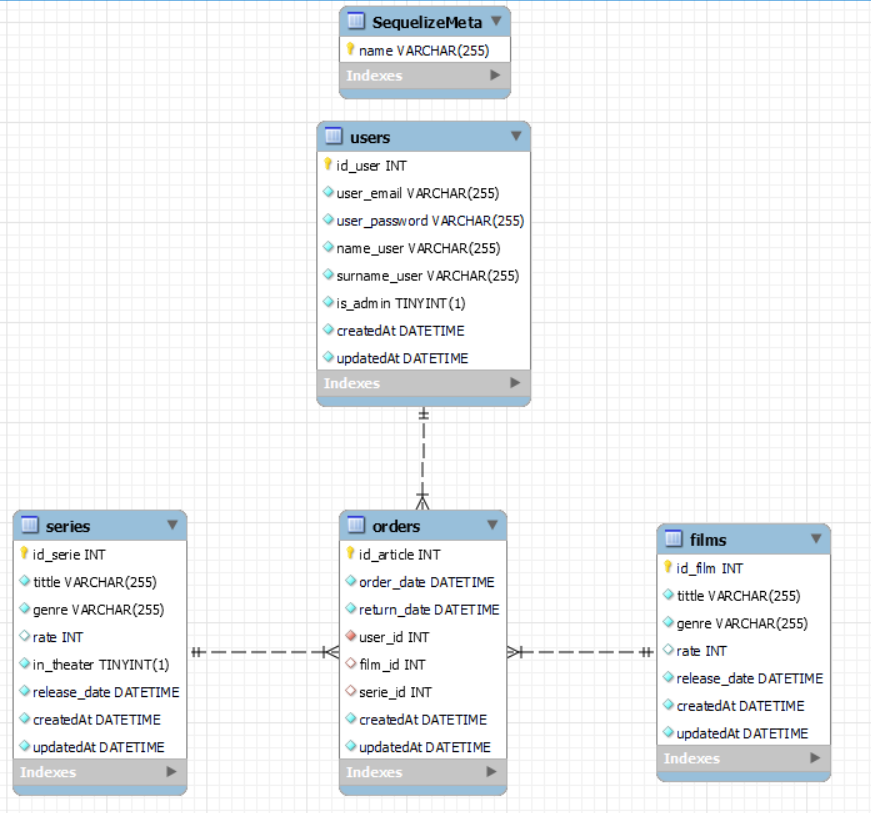 SequelizeMeta
name VARCHAR(255)
Indexes
users
id_user INT
user_email VARCHAR(255)
user_password VARCHAR(255)
name_user VARCHAR(255)
surname_user VARCHAR(255)
is_admin TINYINT(1)
createdAt DATETIME
updatedAt DATETIME
Indexes
series
id_serie INT
tittle VARCHAR(255)
genre VARCHAR(255)
rate INT
in_theater TINYINT(1)
release_date DATETIME
createdAt DATETIME
updatedAt DATETIME
Indexes
orders
id_article INT
order_date DATETIME
return_date DATETIME
user_id INT
film_id INT
serie_id INT
createdAt DATETIME
updatedAt DATETIME
Indexes
films
id_film INT
tittle VARCHAR(255)
genre VARCHAR(255)
rate INT
release_date DATETIME
createdAt DATETIME
updatedAt DATETIME
Indexes